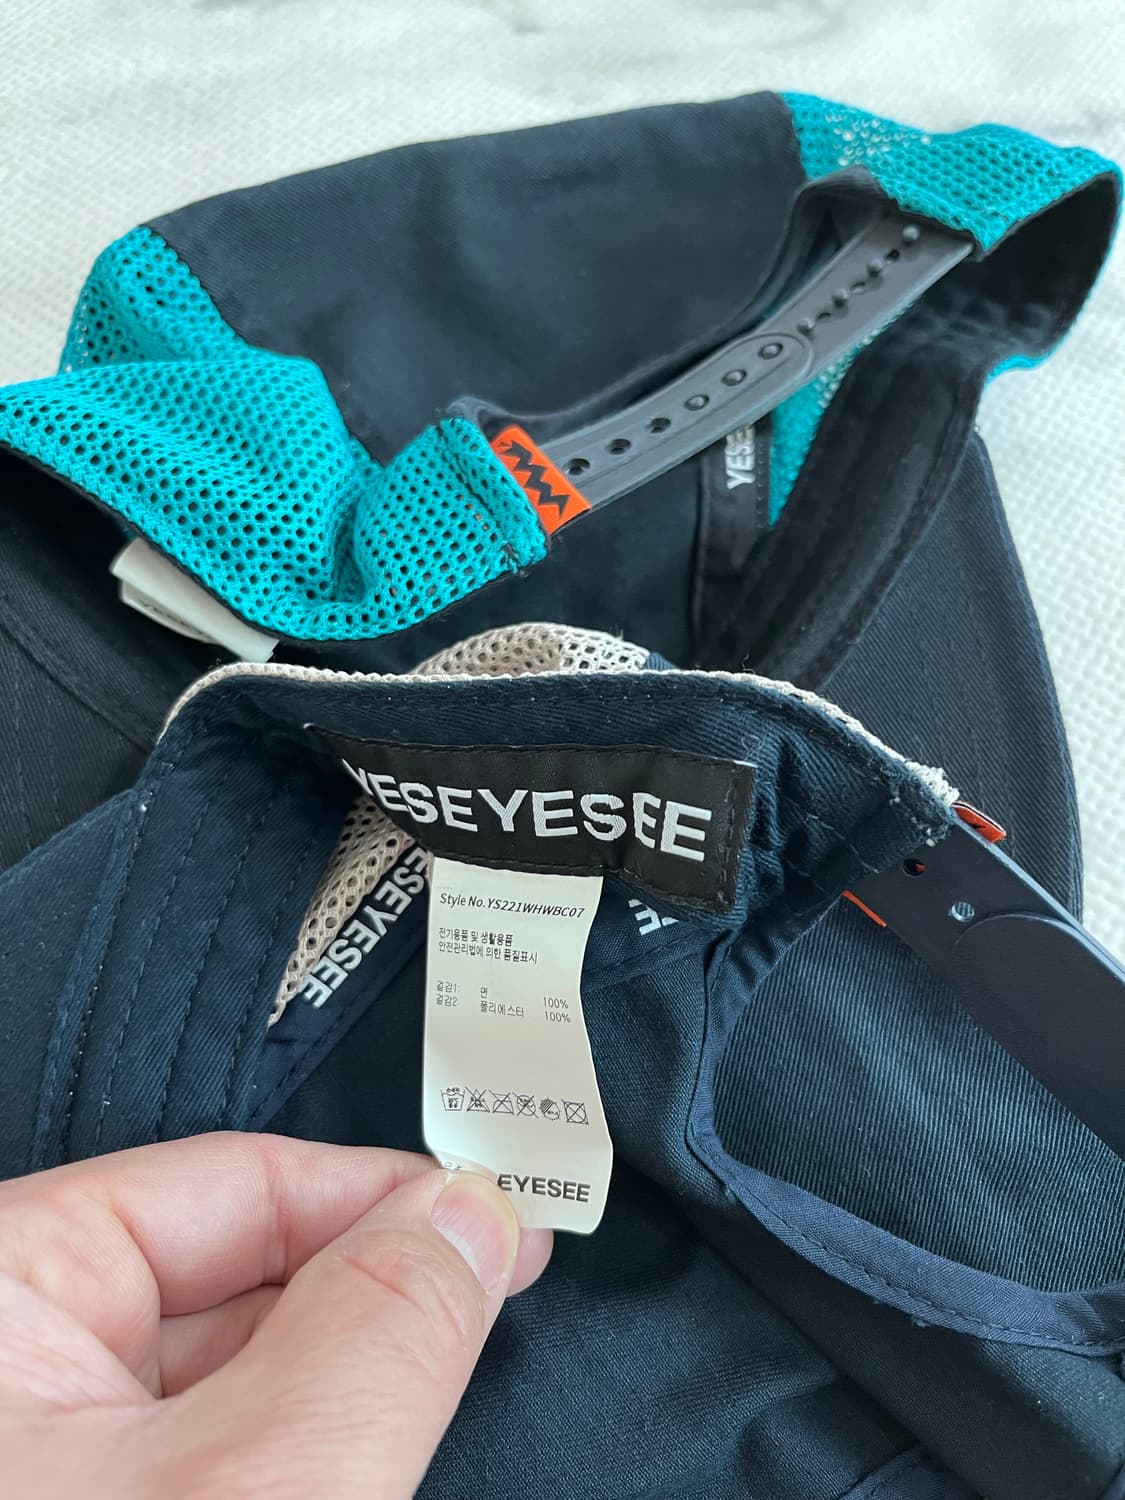 YES
YESEYESEE
YESEYESEE
EE
Style No.YS221WHWBC07
전기용품 및 생활용품
안전관리법에 의한 품질표시
겉감1: 면 100%
겉감2: 폴리에스터 100%
EYESEE